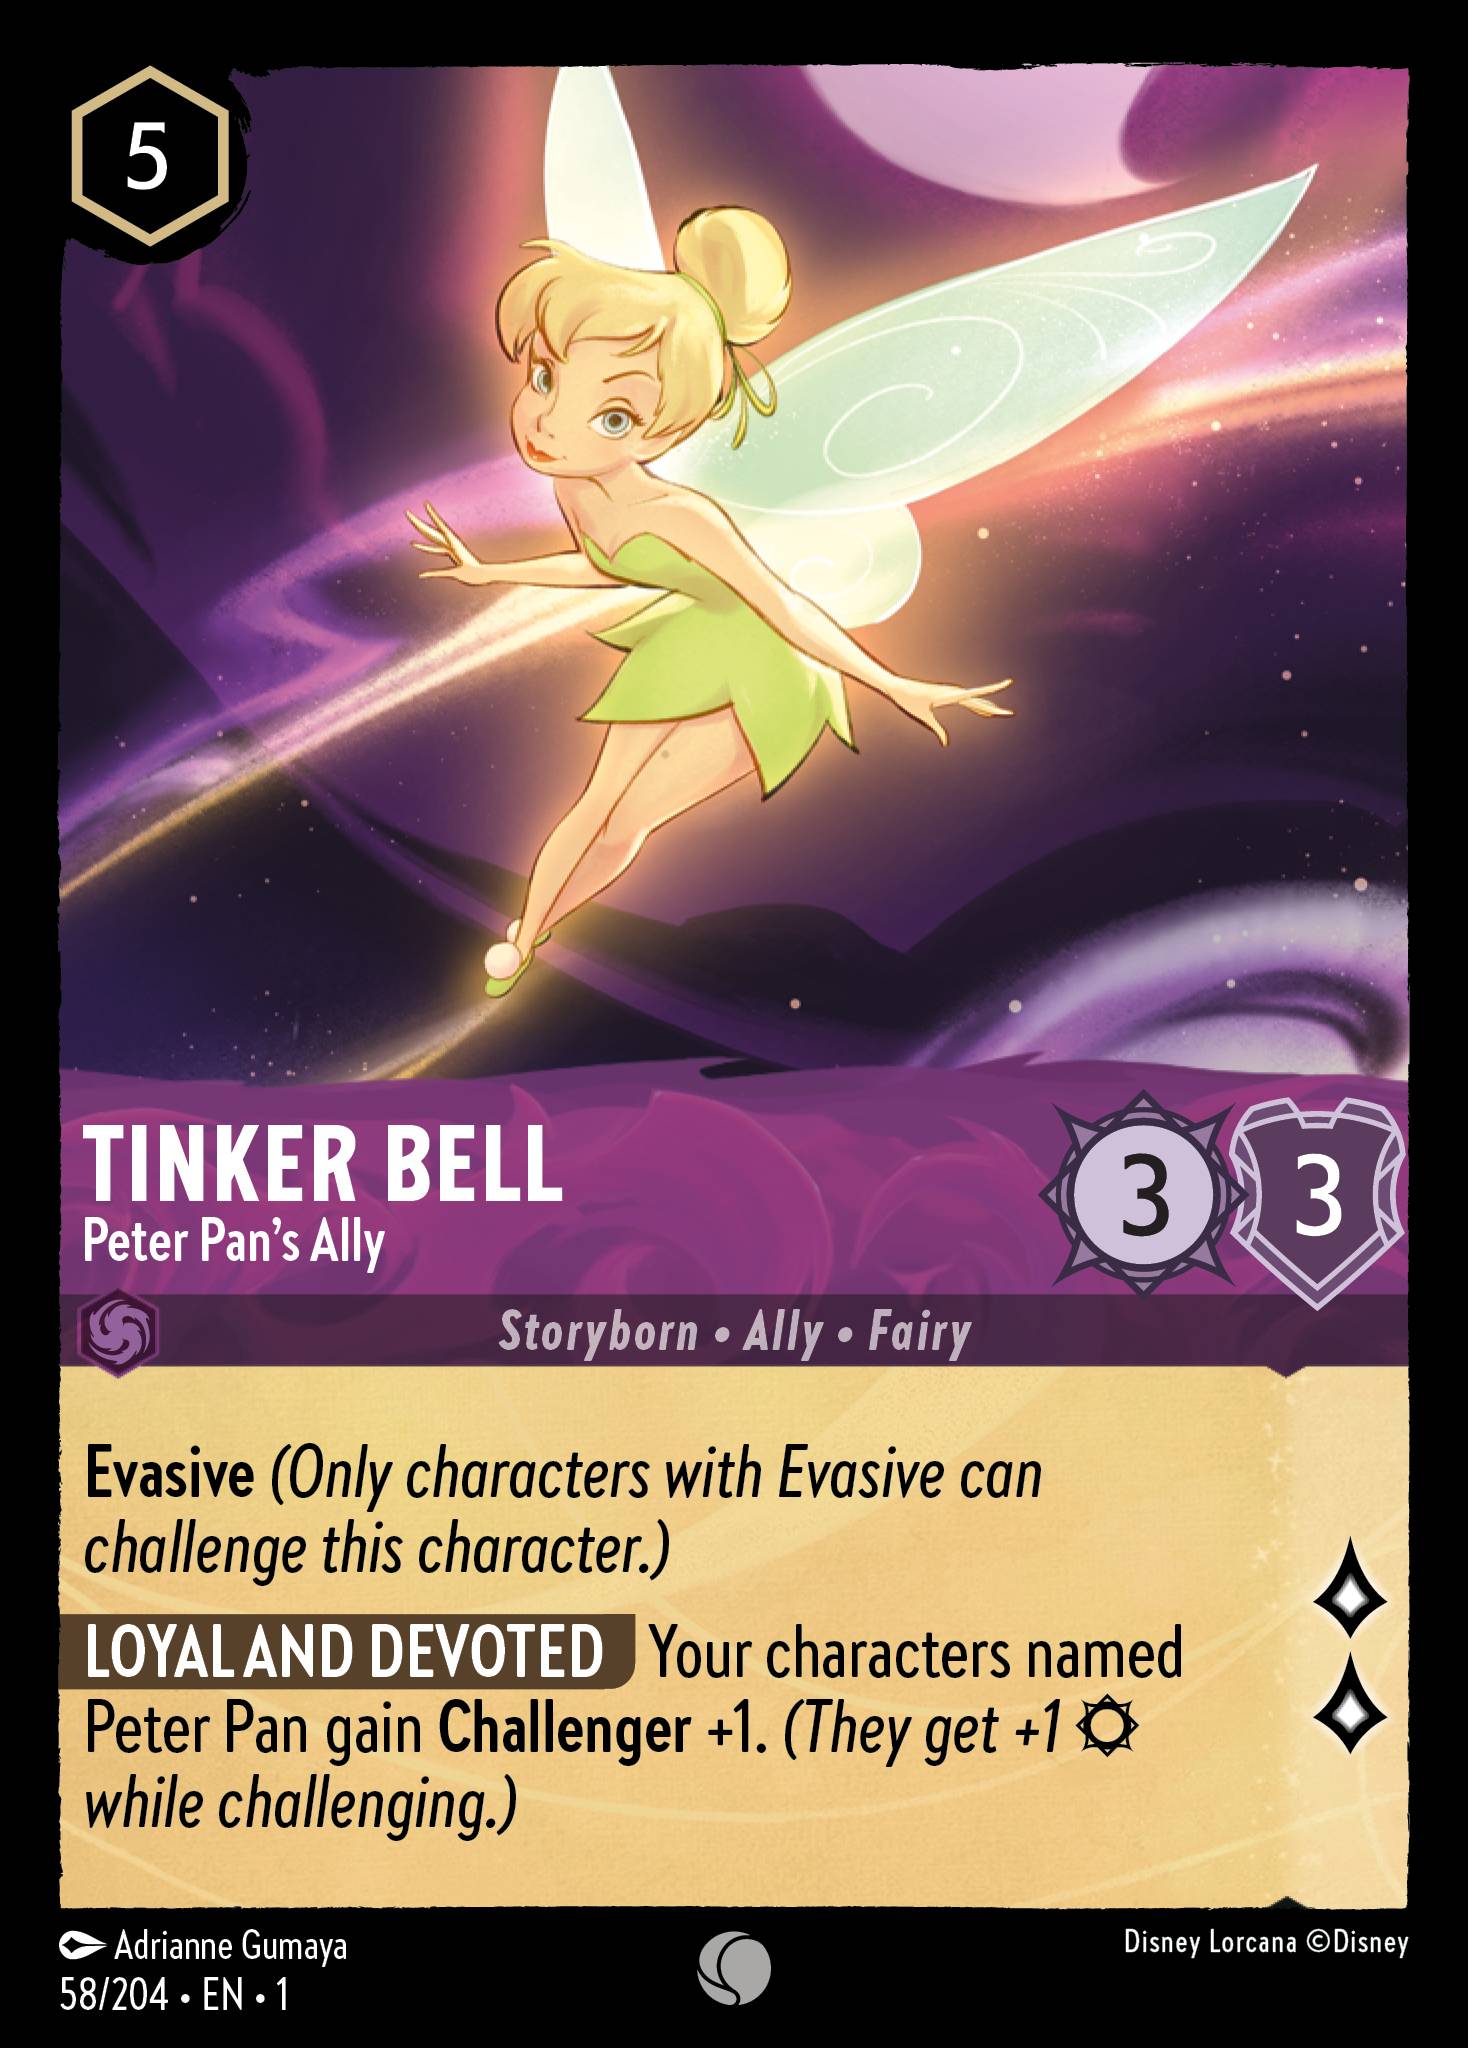 5
TINKER BELL
Peter Pan's Ally
3
3
Storyborn • Ally • Fairy
Evasive (Only characters with Evasive can
challenge this character.)
LOYAL AND DEVOTED Your characters named
Peter Pan gain Challenger +1. (They get +1
while challenging.)
Adrianne Gumaya
Disney Lorcana ©Disney
58/204 • EN • 1